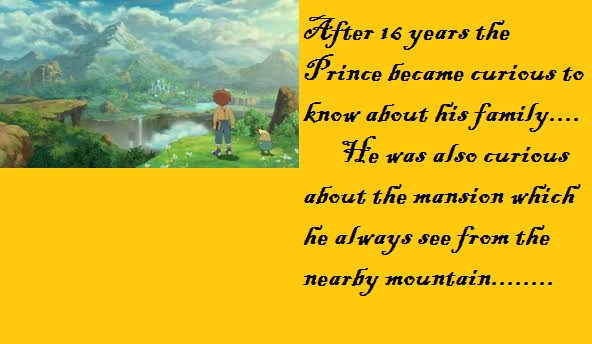 After 16 years the
Prince became curious to
know about his family....
He was also curious
about the mansion which
he always see from the
nearby mountain........